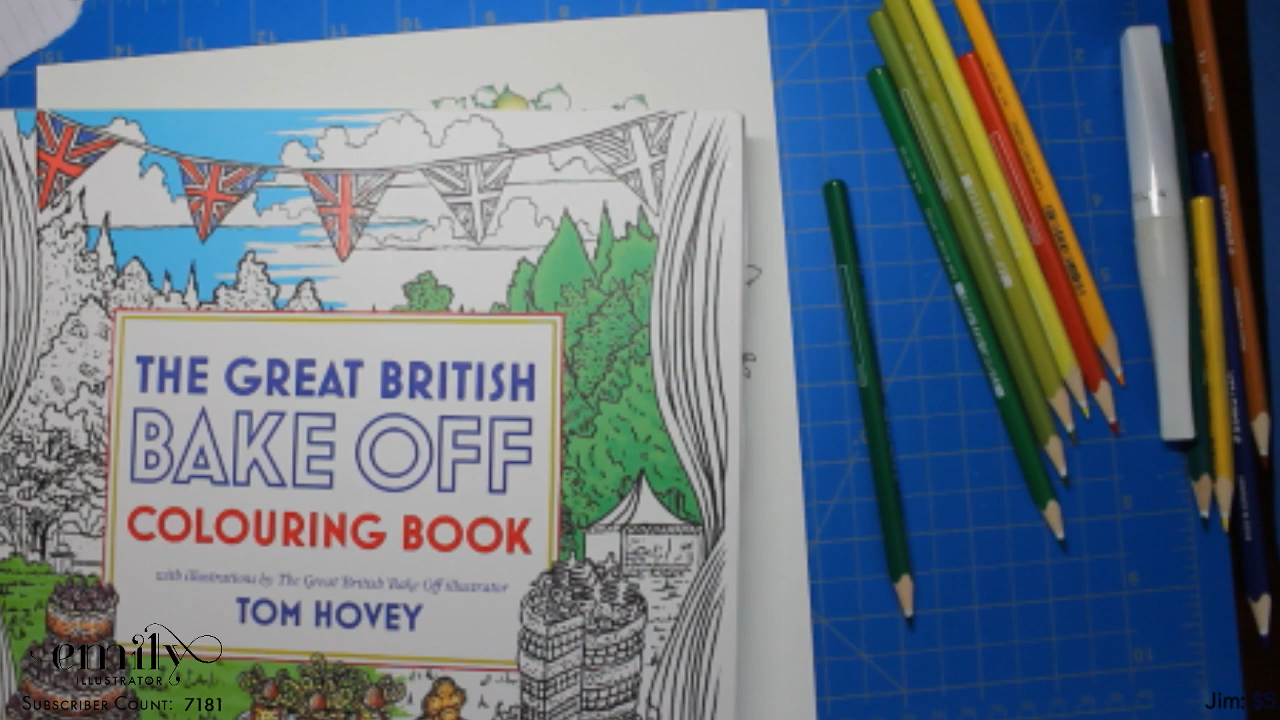 THE GREAT BRITISH
BAKE OFF
COLOURING BOOK
with illustrations by The Great British Bake Off illustrator
TOM HOVEY
emily
ILLUSTRATOR
SUBSCRIBER COUNT: 7181
Jim: